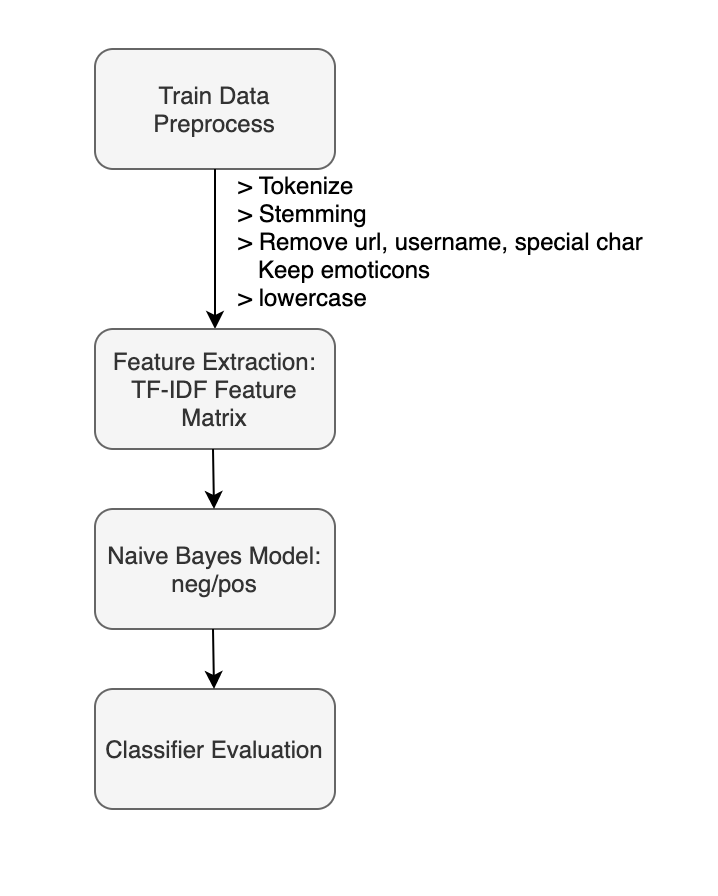 Train Data
Preprocess
> Tokenize
> Stemming
> Remove url, username, special char
Keep emoticons
> lowercase
Feature Extraction:
TF-IDF Feature
Matrix
Naive Bayes Model:
neg/pos
Classifier Evaluation